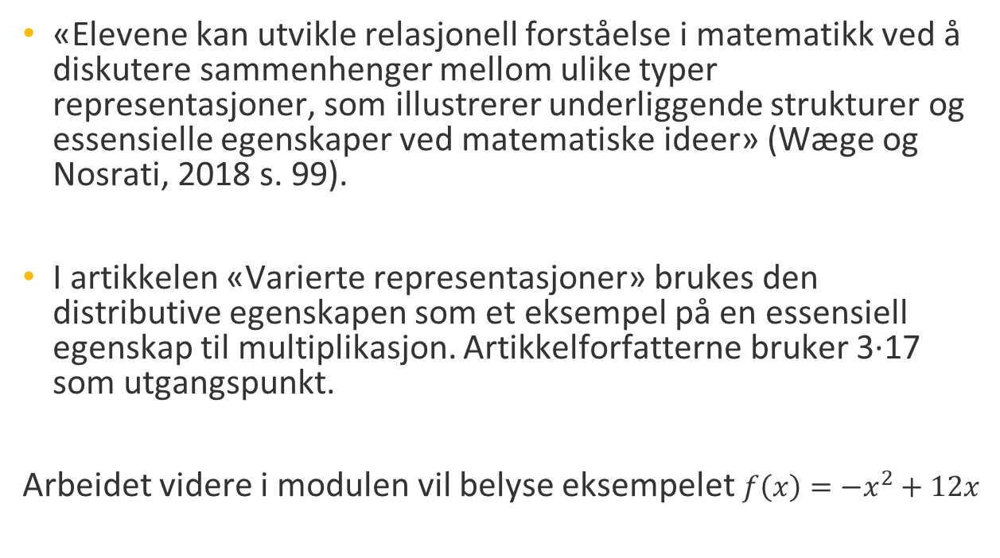 • «Elevene kan utvikle relasjonell forståelse i matematikk ved å
diskutere sammenhenger mellom ulike typer
representasjoner, som illustrerer underliggende strukturer og
essensielle egenskaper ved matematiske ideer» (Wæge og
Nosrati, 2018 s. 99).
• I artikkelen «Varierte representasjoner» brukes den
distributive egenskapen som et eksempel på en essensiell
egenskap til multiplikasjon. Artikkelforfatterne bruker 3·17
som utgangspunkt.
Arbeidet videre i modulen vil belyse eksempelet f(x) = −x² + 12x